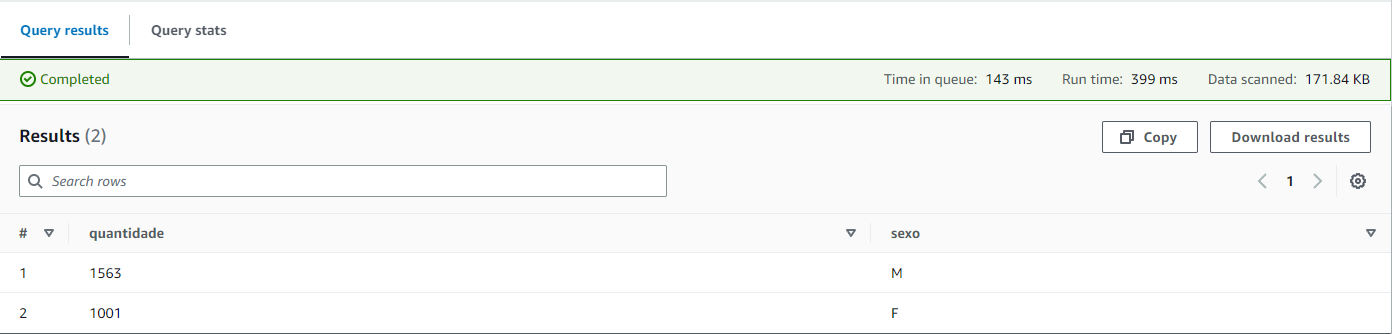 Query results Query stats
Completed Time in queue: 143 ms Run time: 399 ms Data scanned: 171.84 KB
Results (2) Copy Download results
Search rows 1
# quantidade sexo
1 1563 M
2 1001 F